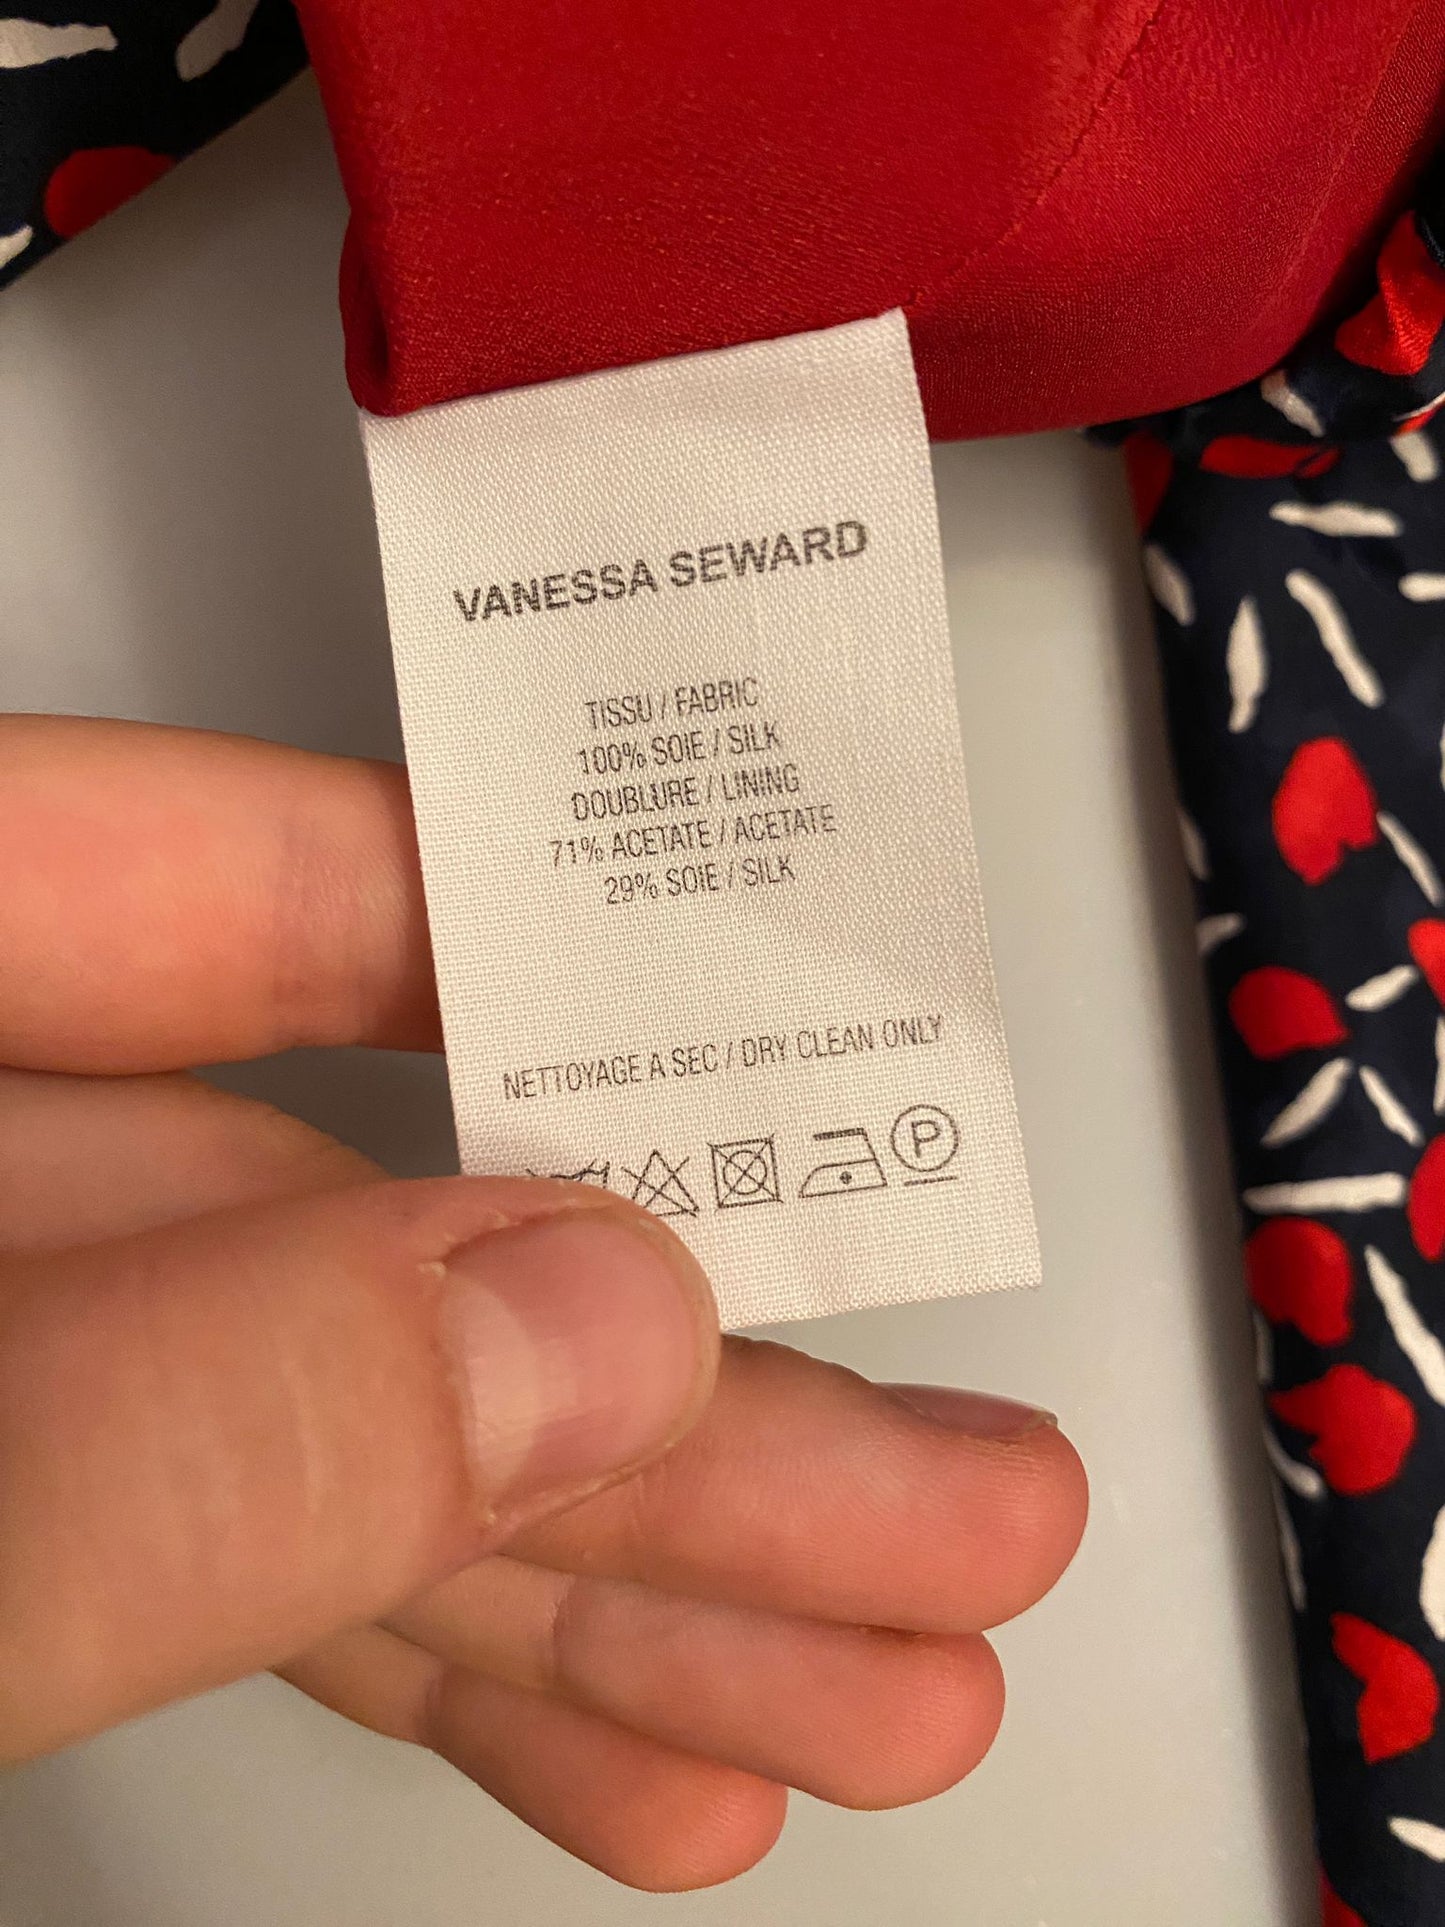 VANESSA SEWARD
TISSU / FABRIC
100% SOIE / SILK
DOUBLURE / LINING
71% ACETATE / ACETATE
29% SOIE / SILK
NETTOYAGE A SEC / DRY CLEAN ONLY
P